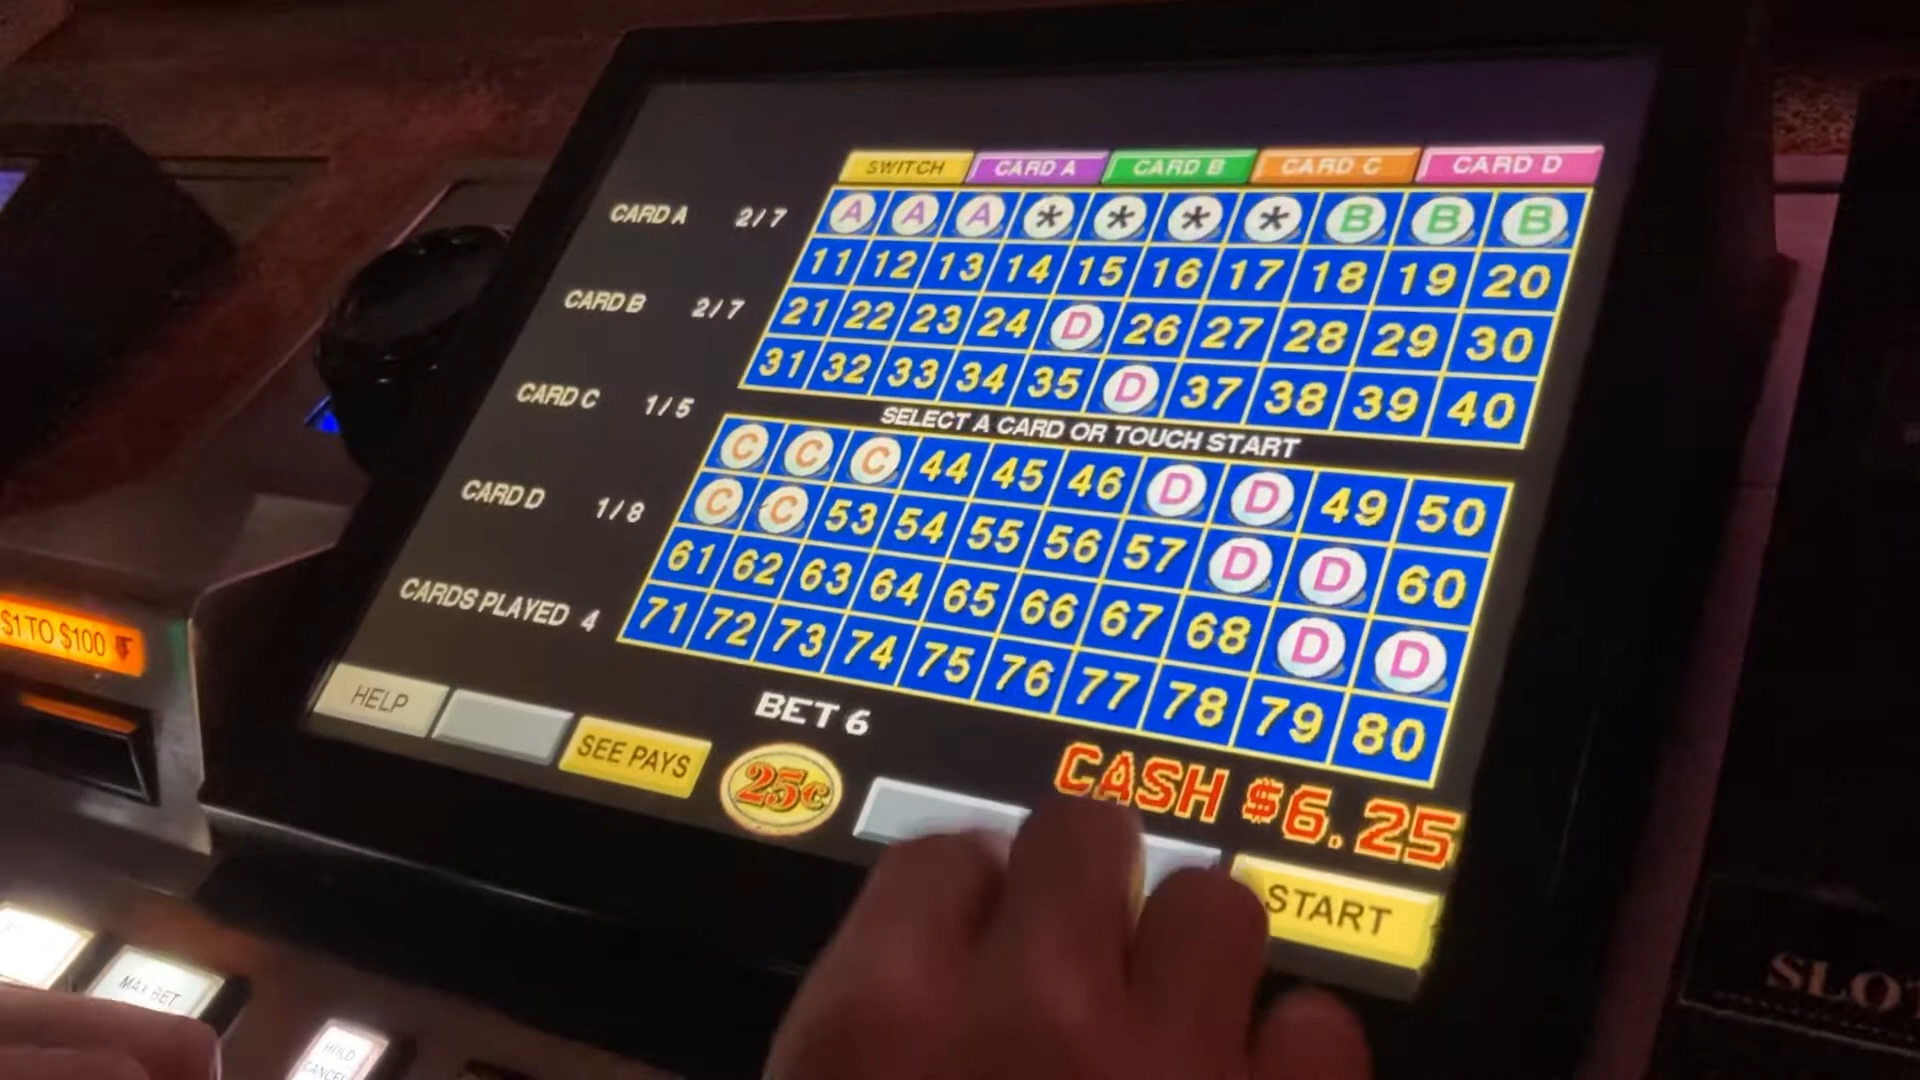 SWITCH CARD A CARD B CARD C CARD D
CARD A 2/7
A A A * * * * B B B
11 12 13 14 15 16 17 18 19 20
CARD B 2/7
21 22 23 24 D 26 27 28 29 30
31 32 33 34 35 D 37 38 39 40
CARD C 1/5
SELECT A CARD OR TOUCH START
C C C 44 45 46 D D 49 50
CARD D 1/8
C C 53 54 55 56 57 D D 60
61 62 63 64 65 66 67 68 D D
71 72 73 74 75 76 77 78 79 80
CARDS PLAYED 4
HELP
SEE PAYS
BET 6
25¢
CASH $6.25
START
$1 TO $100
MAX BET
HOLD
CANCEL
SLOT